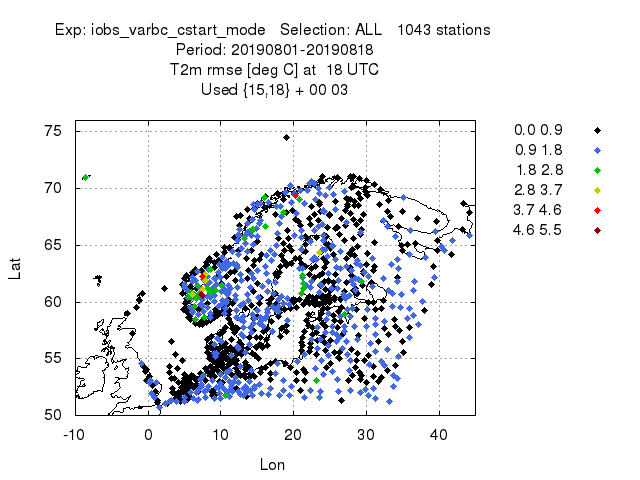 Exp: iobs_varbc_cstart_mode   Selection: ALL   1043 stations
Period: 20190801-20190818
T2m rmse [deg C] at  18 UTC
Used {15,18} + 00 03
75
70
65
60
55
50
Lat
-10 0 10 20 30 40
Lon
0.0 0.9
0.9 1.8
1.8 2.8
2.8 3.7
3.7 4.6
4.6 5.5